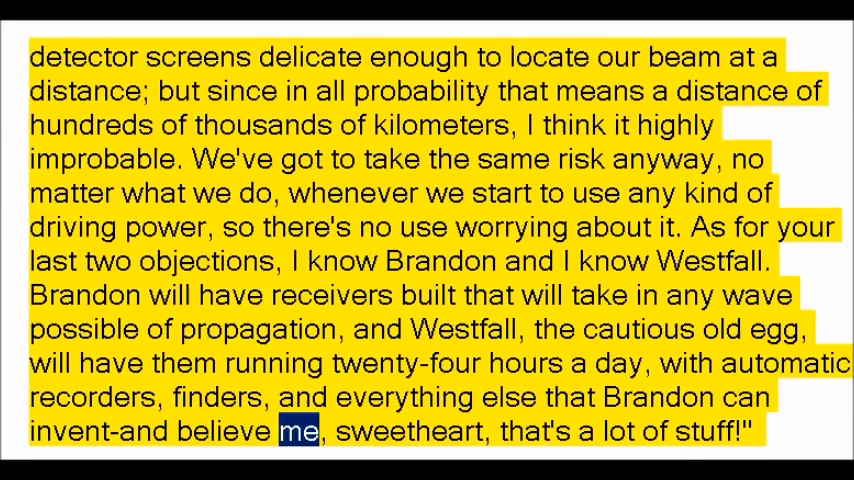 detector screens delicate enough to locate our beam at a
distance; but since in all probability that means a distance of
hundreds of thousands of kilometers, I think it highly
improbable. We've got to take the same risk anyway, no
matter what we do, whenever we start to use any kind of
driving power, so there's no use worrying about it. As for your
last two objections, I know Brandon and I know Westfall.
Brandon will have receivers built that will take in any wave
possible of propagation, and Westfall, the cautious old egg,
will have them running twenty-four hours a day, with automatic
recorders, finders, and everything else that Brandon can
invent-and believe me, sweetheart, that's a lot of stuff!"